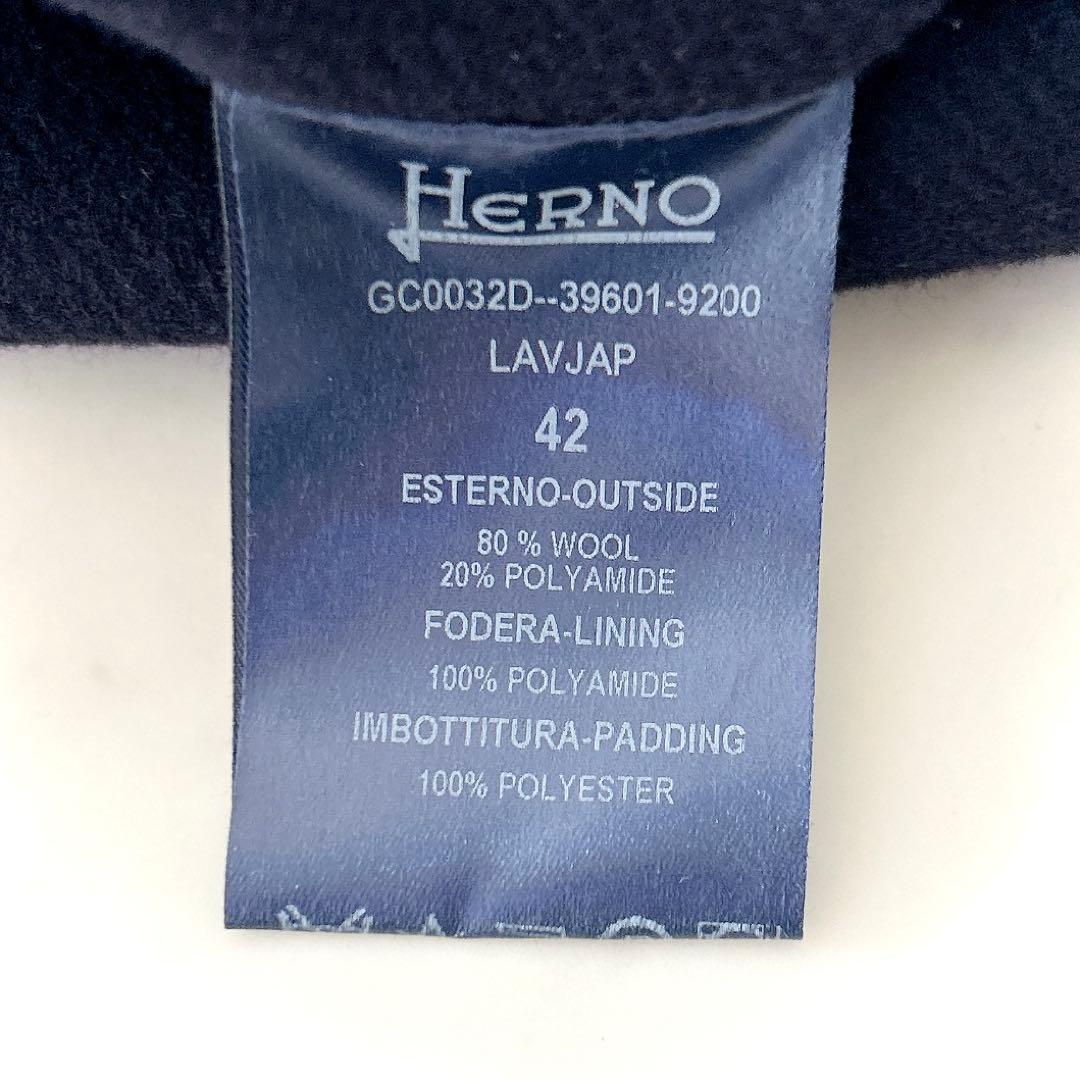 HERNO
GC0032D--39601-9200
LAVJAP
42
ESTERNO-OUTSIDE
80 % WOOL
20% POLYAMIDE
FODERA-LINING
100% POLYAMIDE
IMBOTTITURA-PADDING
100% POLYESTER